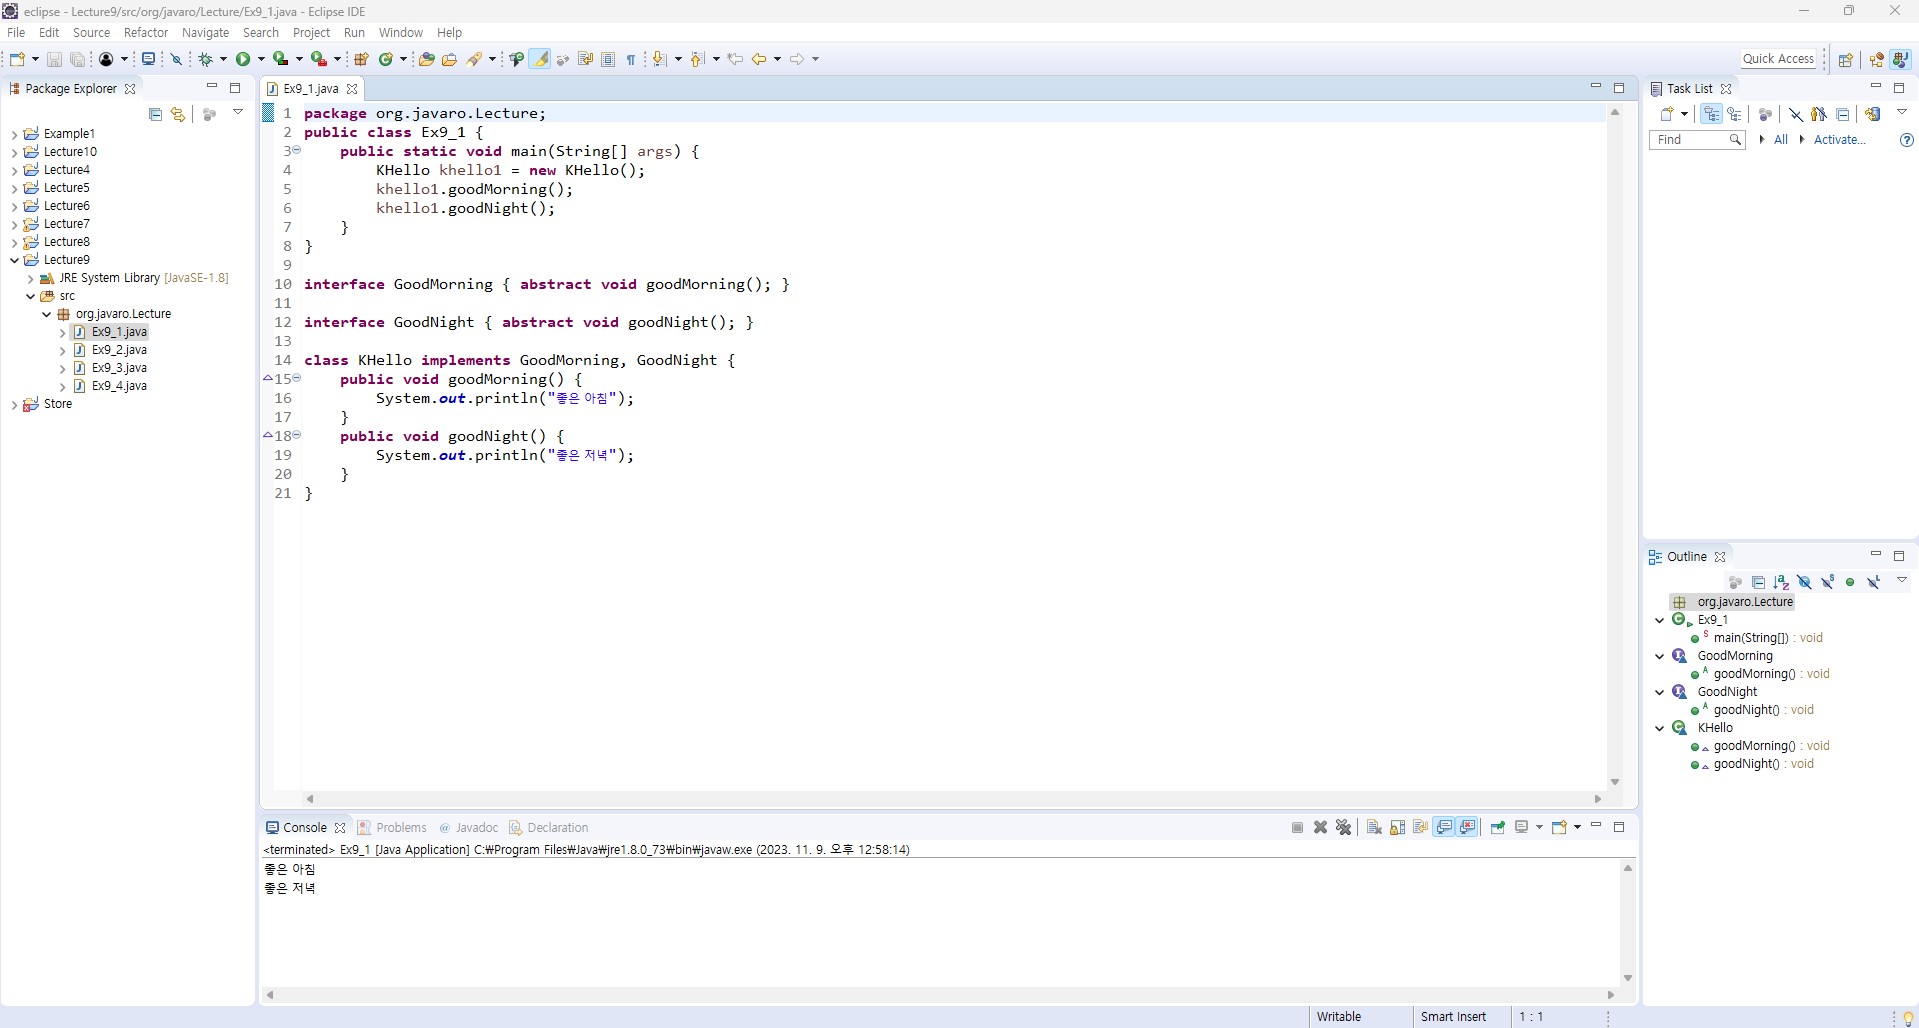 eclipse - Lecture9/src/org/javaro/Lecture/Ex9_1.java - Eclipse IDE
File Edit Source Refactor Navigate Search Project Run Window Help
Quick Access
Package Explorer
Example1
Lecture10
Lecture4
Lecture5
Lecture6
Lecture7
Lecture8
Lecture9
JRE System Library [JavaSE-1.8]
src
org.javaro.Lecture
Ex9_1.java
Ex9_2.java
Ex9_3.java
Ex9_4.java
Store
Ex9_1.java
1 package org.javaro.Lecture;
2 public class Ex9_1 {
3     public static void main(String[] args) {
4         KHello khello1 = new KHello();
5         khello1.goodMorning();
6         khello1.goodNight();
7     }
8 }
9
10 interface GoodMorning { abstract void goodMorning(); }
11
12 interface GoodNight { abstract void goodNight(); }
13
14 class KHello implements GoodMorning, GoodNight {
15     public void goodMorning() {
16         System.out.println("좋은 아침");
17     }
18     public void goodNight() {
19         System.out.println("좋은 저녁");
20     }
21 }
Console Problems @ Javadoc Declaration
<terminated> Ex9_1 [Java Application] C:₩Program Files₩Java₩jre1.8.0_73₩bin₩javaw.exe (2023. 11. 9. 오후 12:58:14)
좋은 아침
좋은 저녁
Task List
Find All Activate...
Outline
org.javaro.Lecture
Ex9_1
main(String[]) : void
GoodMorning
goodMorning() : void
GoodNight
goodNight() : void
KHello
goodMorning() : void
goodNight() : void
Writable Smart Insert 1 : 1